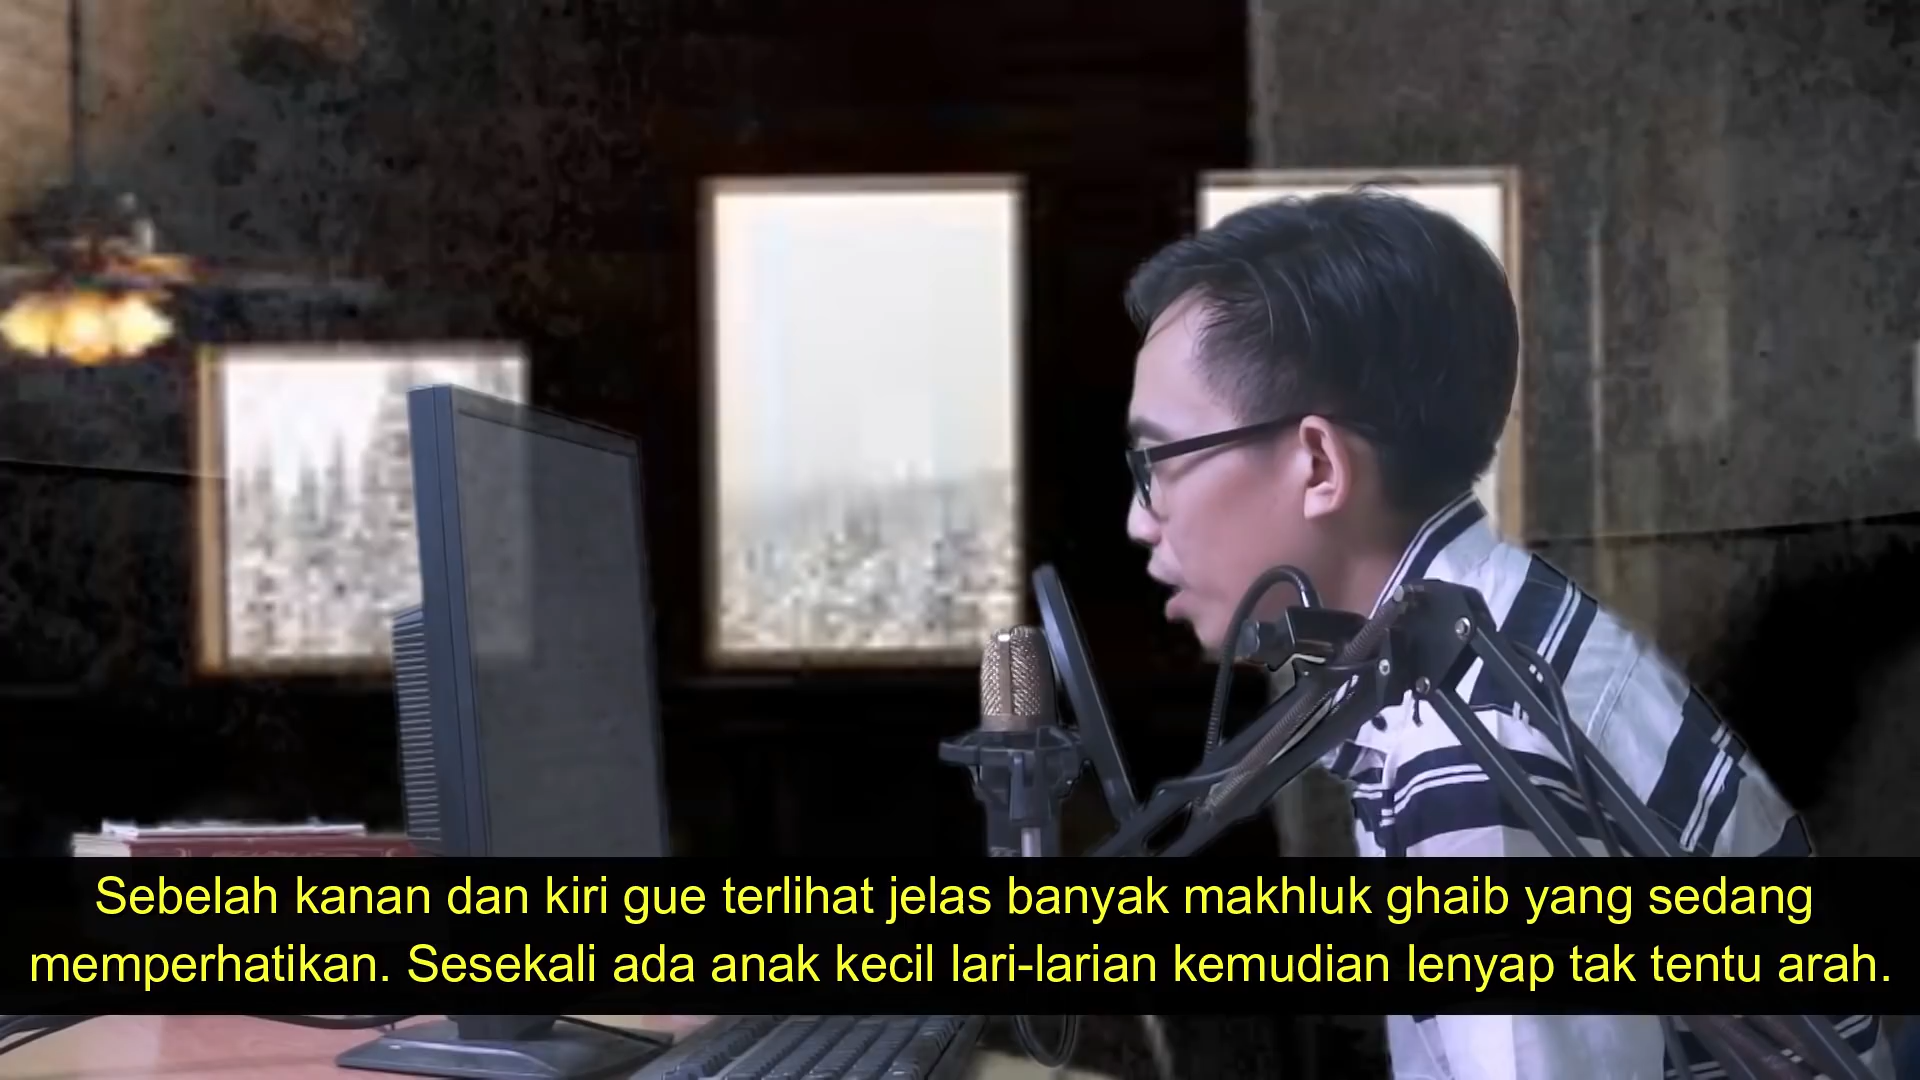 Sebelah kanan dan kiri gue terlihat jelas banyak makhluk ghaib yang sedang
memperhatikan. Sesekali ada anak kecil lari-larian kemudian lenyap tak tentu arah.